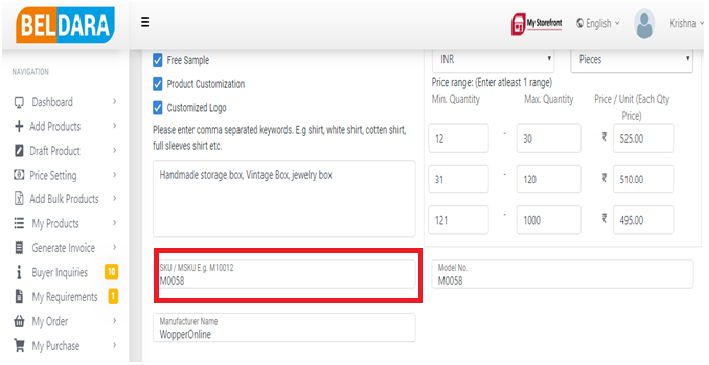 BELDARA
My Storefront
English
Krishna
NAVIGATION
Dashboard
Add Products
Draft Product
Price Setting
Add Bulk Products
My Products
Generate Invoice
Buyer Inquiries 10
My Requirements 1
My Order
My Purchase
Free Sample
Product Customization
Customized Logo
Please enter comma separated keywords. E.g. shirt, white shirt, cotten shirt,
full sleeves shirt etc.
Handmade storage box, Vintage Box, jewelry box
SKU / MSKU E.g. M10012
M0058
Manufacturer Name
WopperOnline
INR
Pieces
Price range: (Enter atleast 1 range)
Min. Quantity Max. Quantity Price / Unit (Each Qty
Price)
12 - 30 ₹ 525.00
31 - 120 ₹ 510.00
121 - 1000 ₹ 495.00
Model No.
M0058